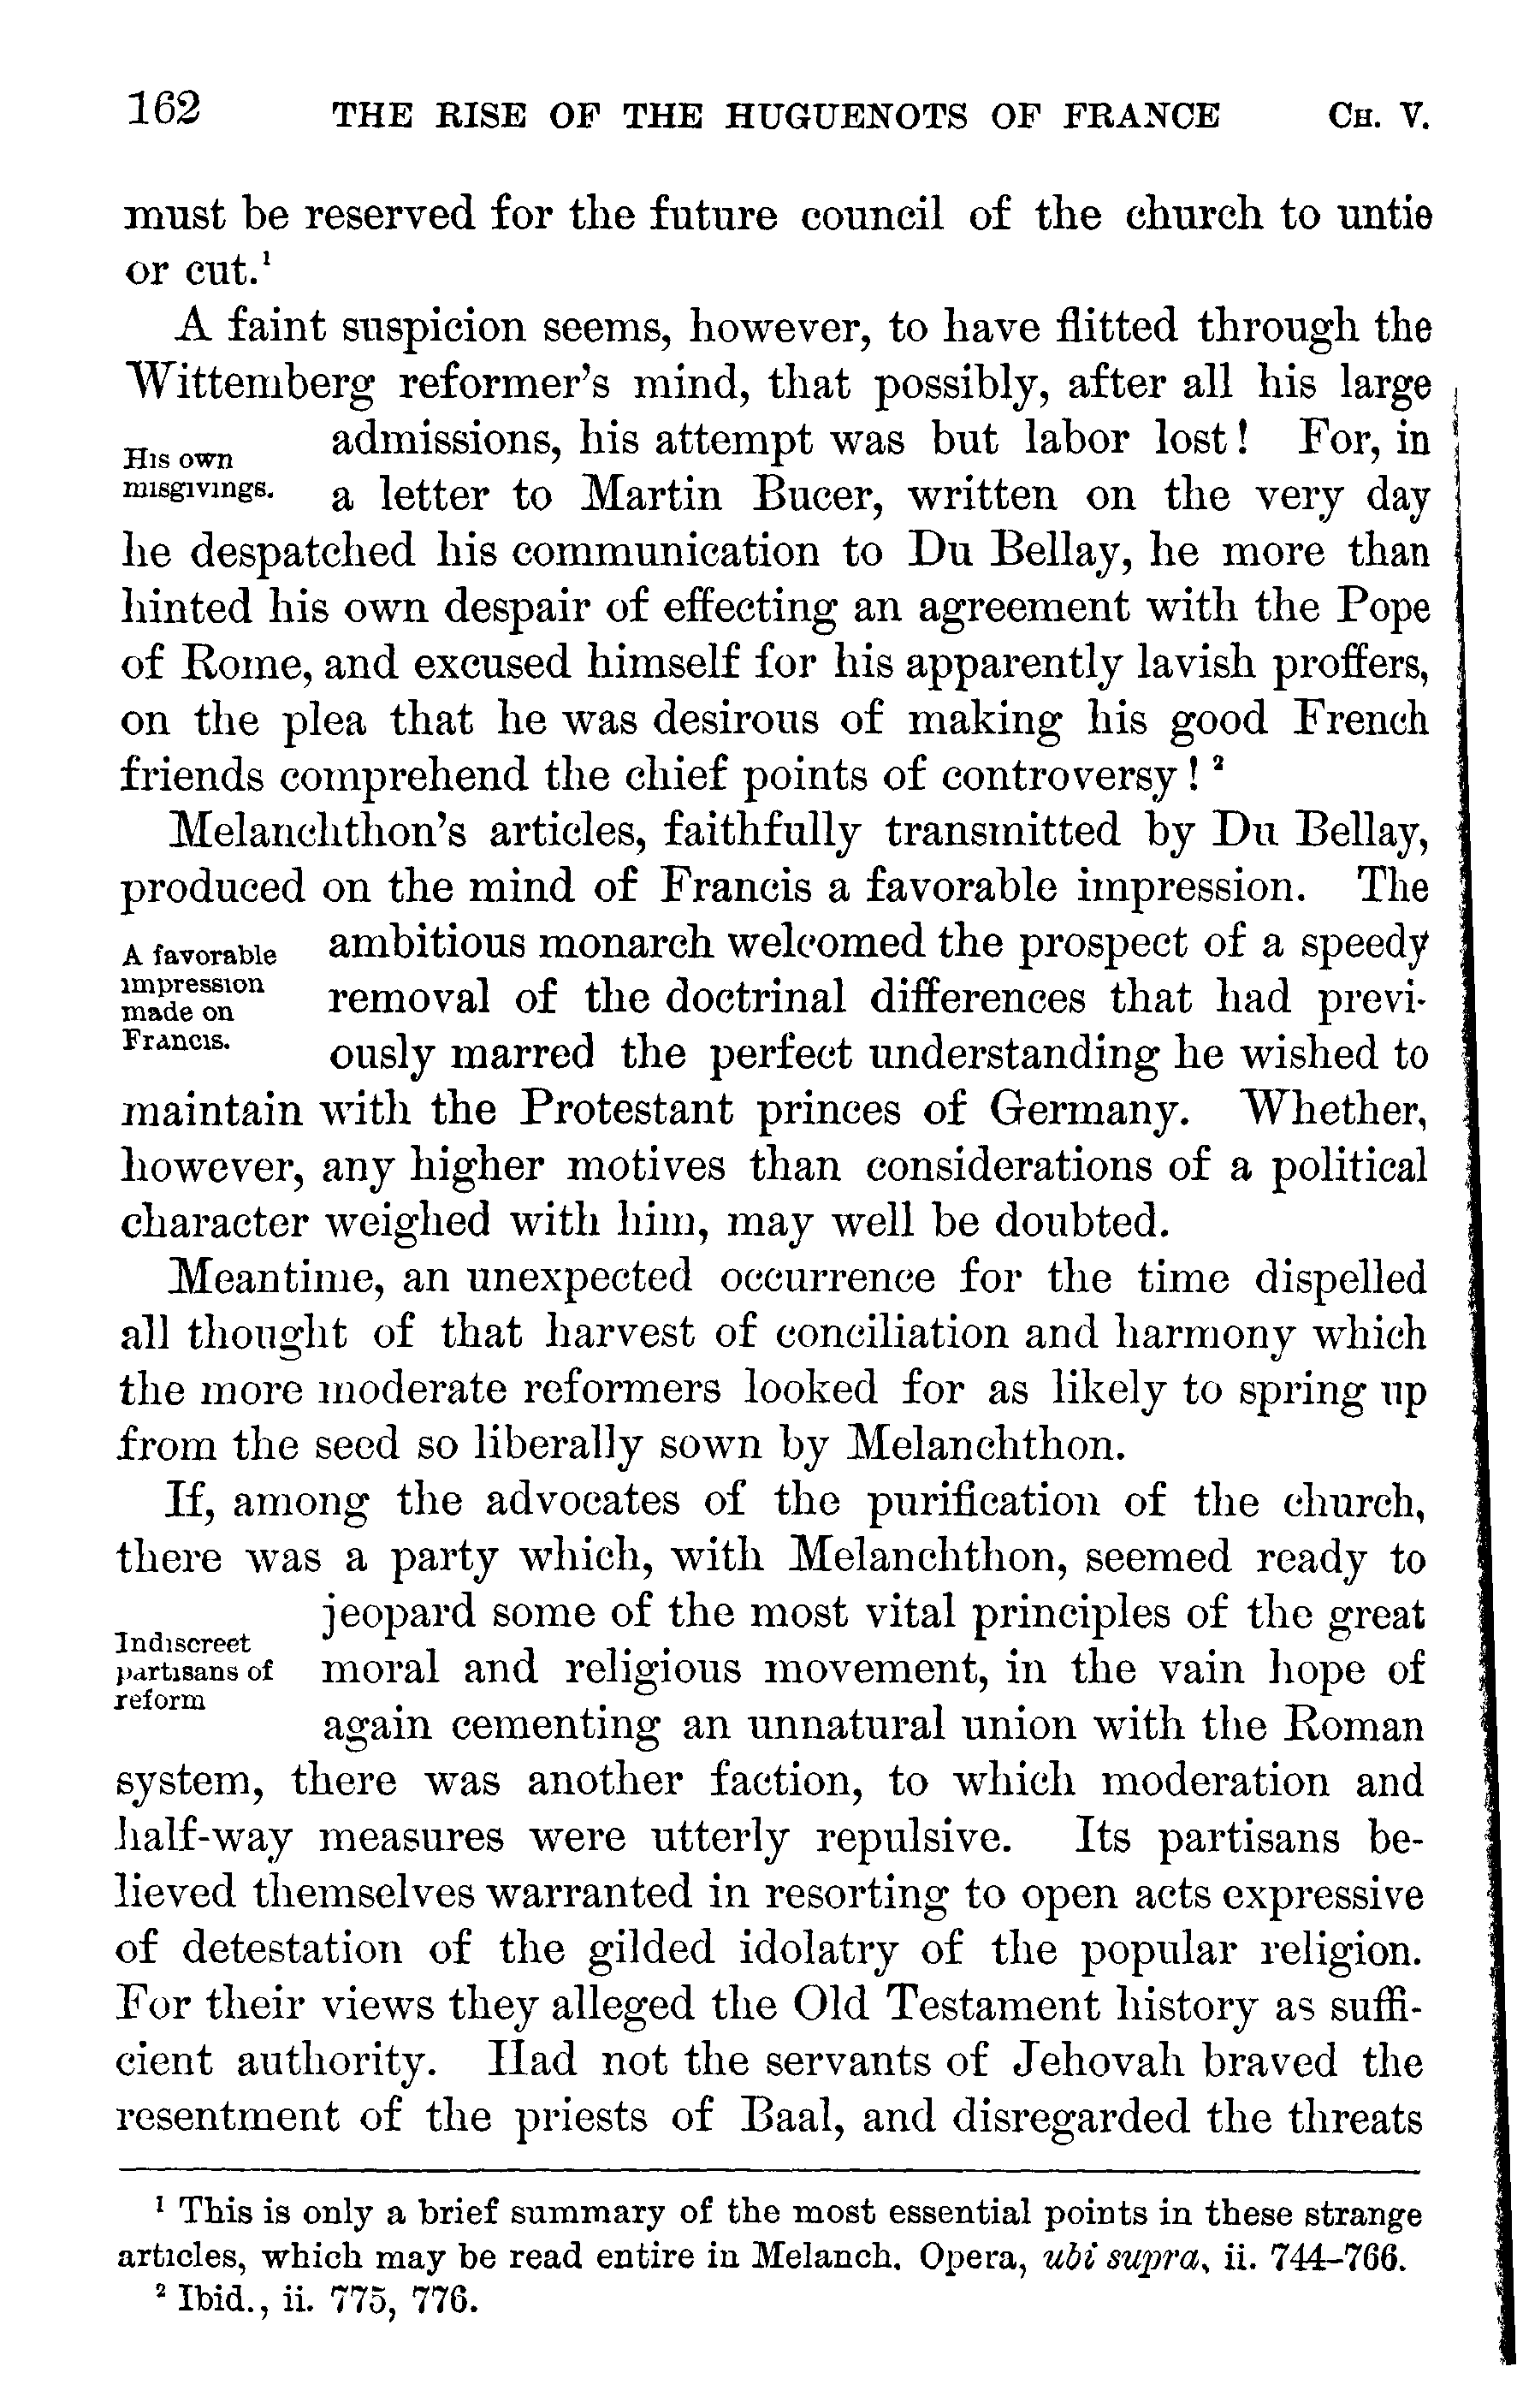 162 THE RISE OF THE HUGUENOTS OF FRANCE CH. V.
must be reserved for the future council of the church to untie
or cut.¹
A faint suspicion seems, however, to have flitted through the
Wittemberg reformer's mind, that possibly, after all his large
His own
misgivings.
admissions, his attempt was but labor lost! For, in
a letter to Martin Bucer, written on the very day
he despatched his communication to Du Bellay, he more than
hinted his own despair of effecting an agreement with the Pope
of Rome, and excused himself for his apparently lavish proffers,
on the plea that he was desirous of making his good French
friends comprehend the chief points of controversy!²
Melanchthon's articles, faithfully transmitted by Du Bellay,
produced on the mind of Francis a favorable impression. The
A favorable
impression
made on
Francis.
ambitious monarch welcomed the prospect of a speedy
removal of the doctrinal differences that had previ-
ously marred the perfect understanding he wished to
maintain with the Protestant princes of Germany. Whether,
however, any higher motives than considerations of a political
character weighed with him, may well be doubted.
Meantime, an unexpected occurrence for the time dispelled
all thought of that harvest of conciliation and harmony which
the more moderate reformers looked for as likely to spring up
from the seed so liberally sown by Melanchthon.
If, among the advocates of the purification of the church,
there was a party which, with Melanchthon, seemed ready to
Indiscreet
partisans of
reform
jeopard some of the most vital principles of the great
moral and religious movement, in the vain hope of
again cementing an unnatural union with the Roman
system, there was another faction, to which moderation and
half-way measures were utterly repulsive. Its partisans be-
lieved themselves warranted in resorting to open acts expressive
of detestation of the gilded idolatry of the popular religion.
For their views they alleged the Old Testament history as suffi-
cient authority. Had not the servants of Jehovah braved the
resentment of the priests of Baal, and disregarded the threats
¹ This is only a brief summary of the most essential points in these strange
articles, which may be read entire in Melanch. Opera, ubi supra, ii. 744–766.
² Ibid., ii. 775, 776.